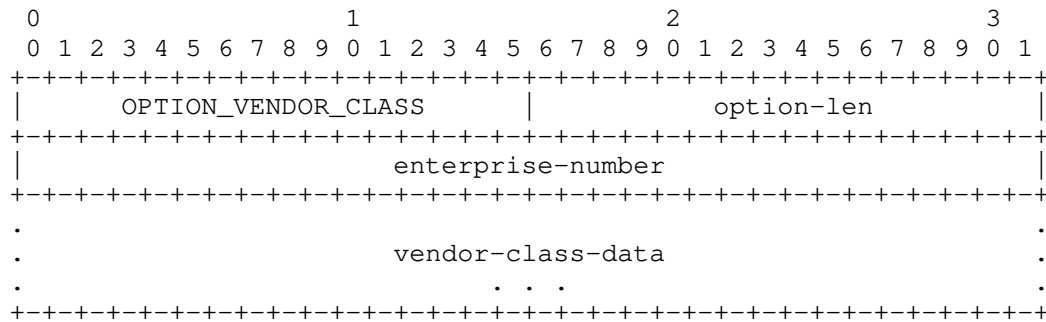 0                   1                   2                   3
 0 1 2 3 4 5 6 7 8 9 0 1 2 3 4 5 6 7 8 9 0 1 2 3 4 5 6 7 8 9 0 1
+-+-+-+-+-+-+-+-+-+-+-+-+-+-+-+-+-+-+-+-+-+-+-+-+-+-+-+-+-+-+-+-+
|      OPTION_VENDOR_CLASS      |           option-len          |
+-+-+-+-+-+-+-+-+-+-+-+-+-+-+-+-+-+-+-+-+-+-+-+-+-+-+-+-+-+-+-+-+
|                       enterprise-number                       |
+-+-+-+-+-+-+-+-+-+-+-+-+-+-+-+-+-+-+-+-+-+-+-+-+-+-+-+-+-+-+-+-+
.                                                               .
.                       vendor-class-data                       .
.                             . . .                             .
+-+-+-+-+-+-+-+-+-+-+-+-+-+-+-+-+-+-+-+-+-+-+-+-+-+-+-+-+-+-+-+-+